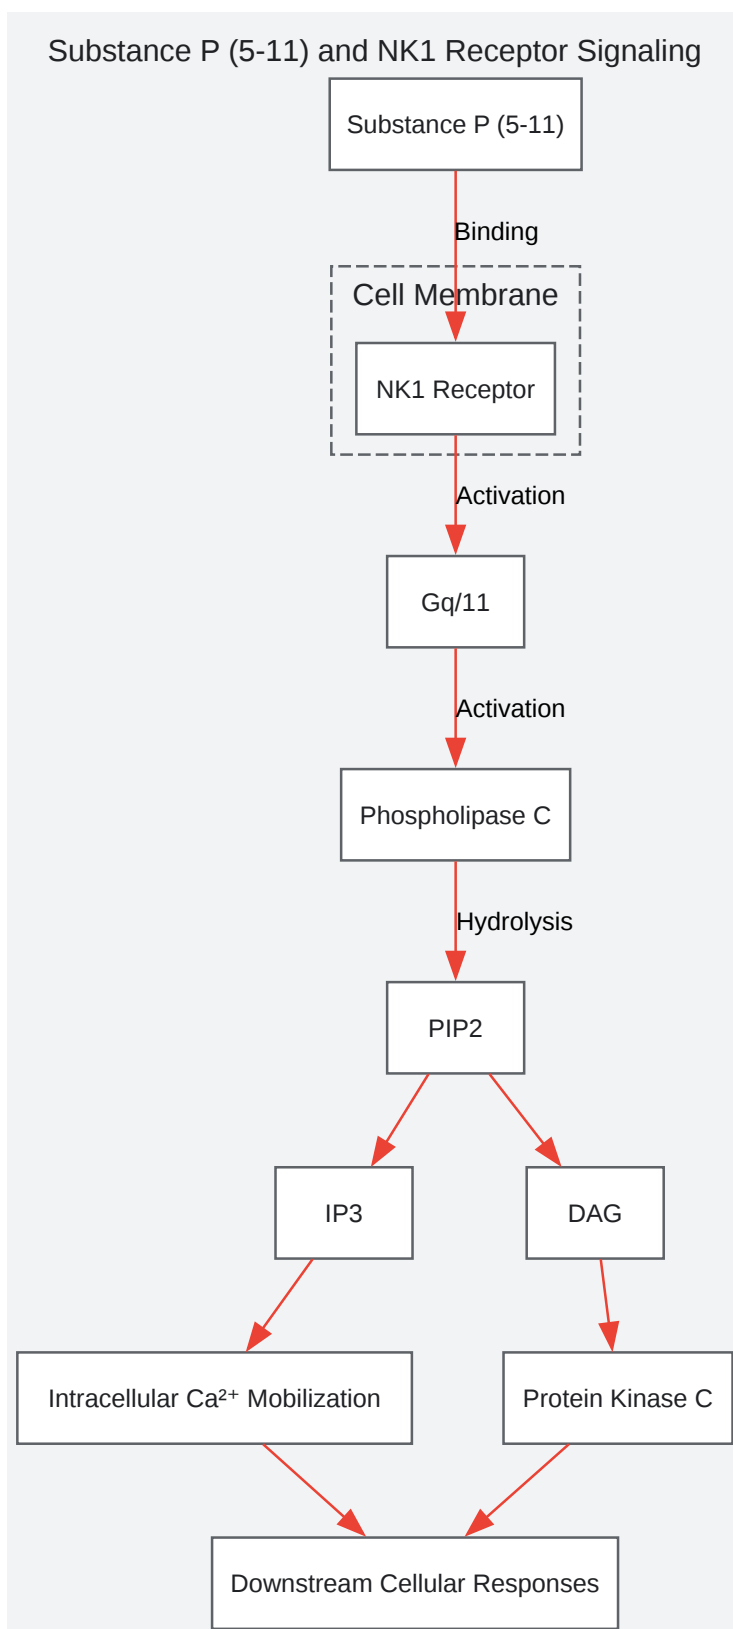 Substance P (5-11) and NK1 Receptor Signaling
Substance P (5-11)
Binding
Cell Membrane
NK1 Receptor
Activation
Gq/11
Activation
Phospholipase C
Hydrolysis
PIP2
IP3
DAG
Intracellular Ca²⁺ Mobilization
Protein Kinase C
Downstream Cellular Responses